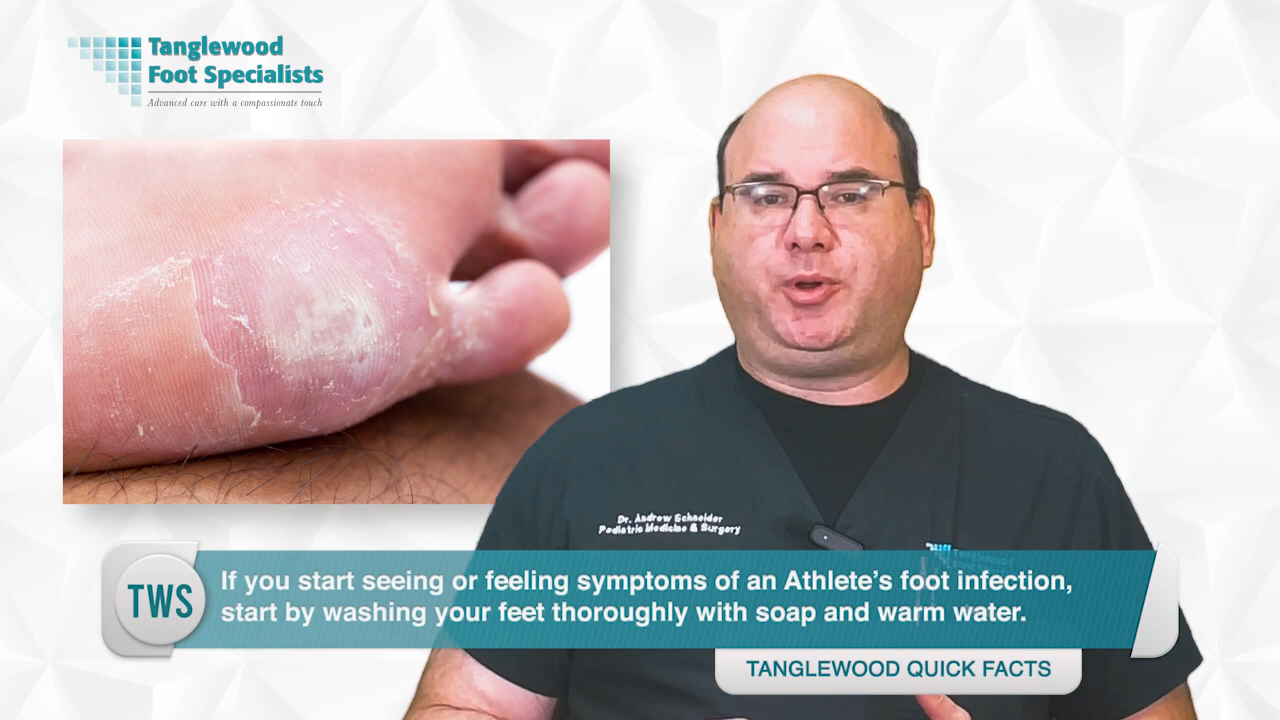 Tanglewood
Foot Specialists
Advanced care with a compassionate touch
Dr. Andrew Schneider
Podiatric Medicine & Surgery
TWS
If you start seeing or feeling symptoms of an Athlete’s foot infection,
start by washing your feet thoroughly with soap and warm water.
TANGLEWOOD QUICK FACTS